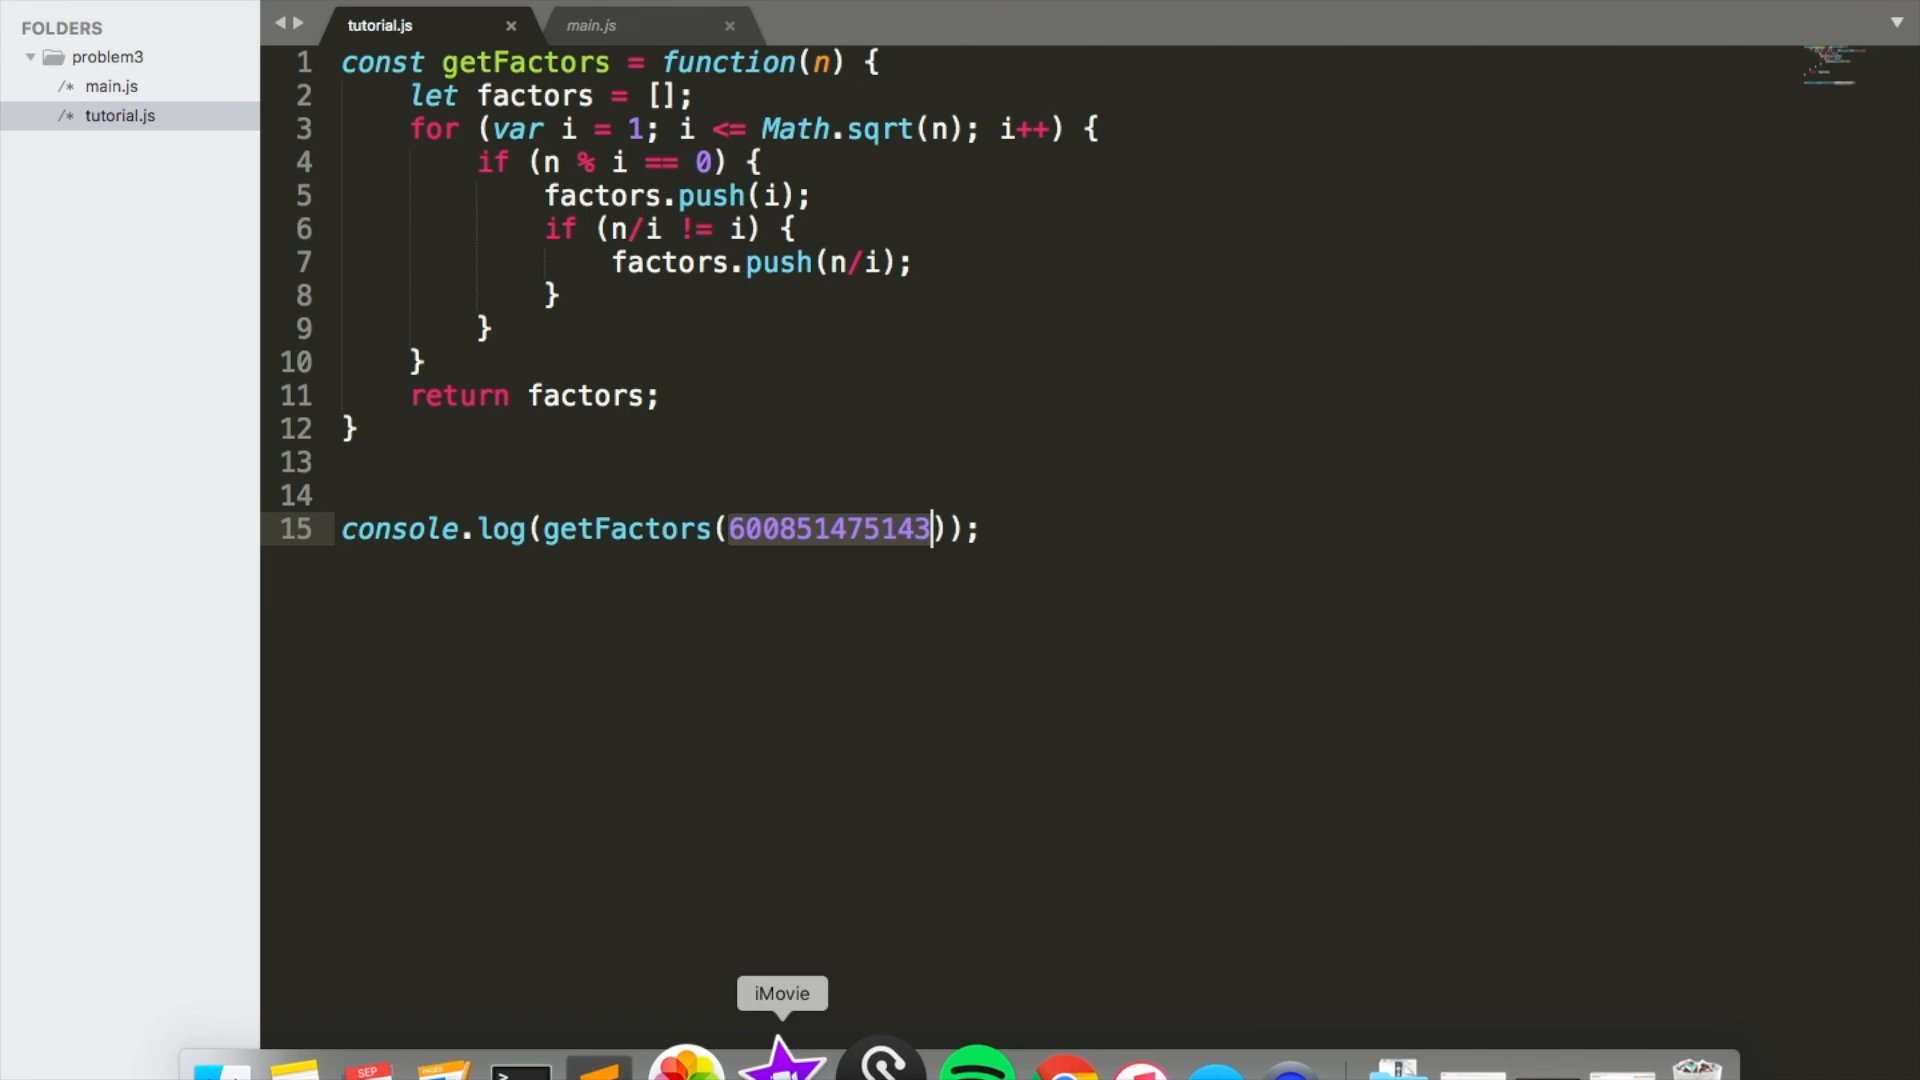 FOLDERS
problem3
/* main.js
/* tutorial.js
tutorial.js ×
main.js ×
1 const getFactors = function(n) {
2 let factors = [];
3 for (var i = 1; i <= Math.sqrt(n); i++) {
4 if (n % i == 0) {
5 factors.push(i);
6 if (n/i != i) {
7 factors.push(n/i);
8 }
9 }
10 }
11 return factors;
12 }
13
14
15 console.log(getFactors(600851475143));
iMovie
SEP
PAGES